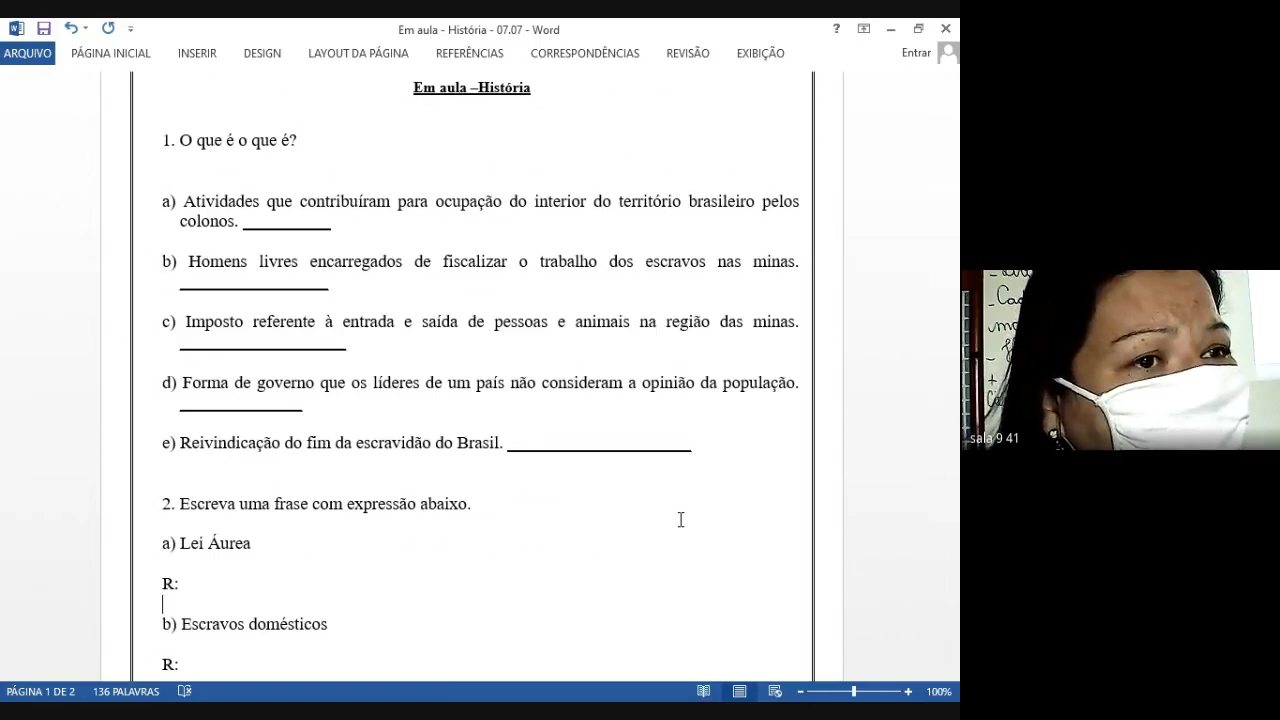 Em aula - História - 07.07 - Word
?
Entrar
ARQUIVO PÁGINA INICIAL INSERIR DESIGN LAYOUT DA PÁGINA REFERÊNCIAS CORRESPONDÊNCIAS REVISÃO EXIBIÇÃO
Em aula –História
1. O que é o que é?
a) Atividades que contribuíram para ocupação do interior do território brasileiro pelos
colonos. __________
b) Homens livres encarregados de fiscalizar o trabalho dos escravos nas minas.
________________
c) Imposto referente à entrada e saída de pessoas e animais na região das minas.
__________________
d) Forma de governo que os líderes de um país não consideram a opinião da população.
_____________
e) Reivindicação do fim da escravidão do Brasil. ____________________
2. Escreva uma frase com expressão abaixo.
a) Lei Áurea
R:
b) Escravos domésticos
R:
PÁGINA 1 DE 2 136 PALAVRAS
100%
sala 9 41